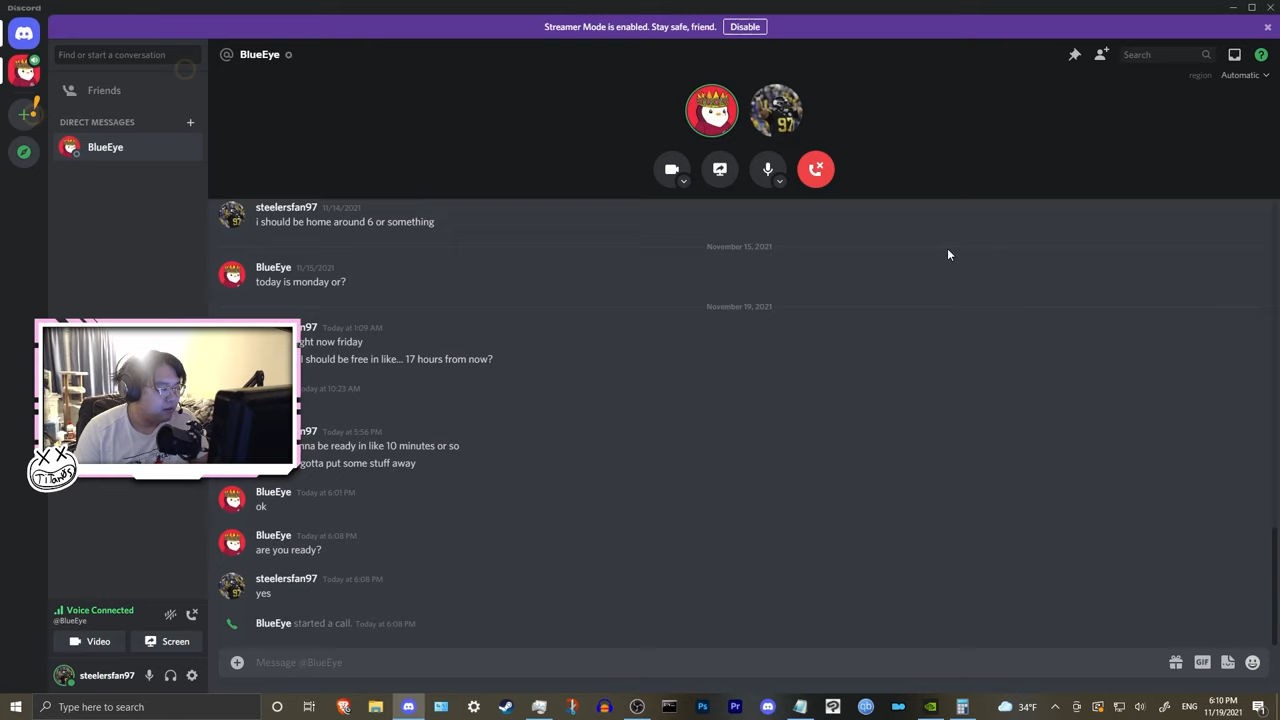 Discord
Streamer Mode is enabled. Stay safe, friend.
Disable
Find or start a conversation
BlueEye
Search
region
Automatic
Friends
DIRECT MESSAGES
BlueEye
97
steelersfan97 11/14/2021
i should be home around 6 or something
November 15, 2021
BlueEye 11/15/2021
today is monday or?
November 19, 2021
n97 Today at 1:09 AM
ght now friday
I should be free in like... 17 hours from now?
oday at 10:23 AM
n97 Today at 5:56 PM
nna be ready in like 10 minutes or so
gotta put some stuff away
BlueEye Today at 6:01 PM
ok
BlueEye Today at 6:08 PM
are you ready?
steelersfan97 Today at 6:08 PM
yes
BlueEye started a call. Today at 6:08 PM
Voice Connected
@BlueEye
Video
Screen
steelersfan97
Message @BlueEye
GIF
Type here to search
34°F
ENG
6:10 PM
11/19/2021